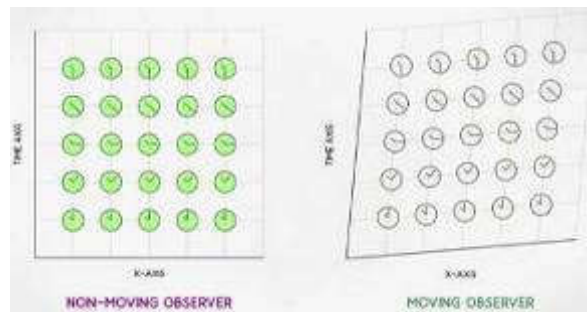 TIME AXIS
X-AXIS
NON-MOVING OBSERVER
TIME AXIS
X-AXIS
MOVING OBSERVER